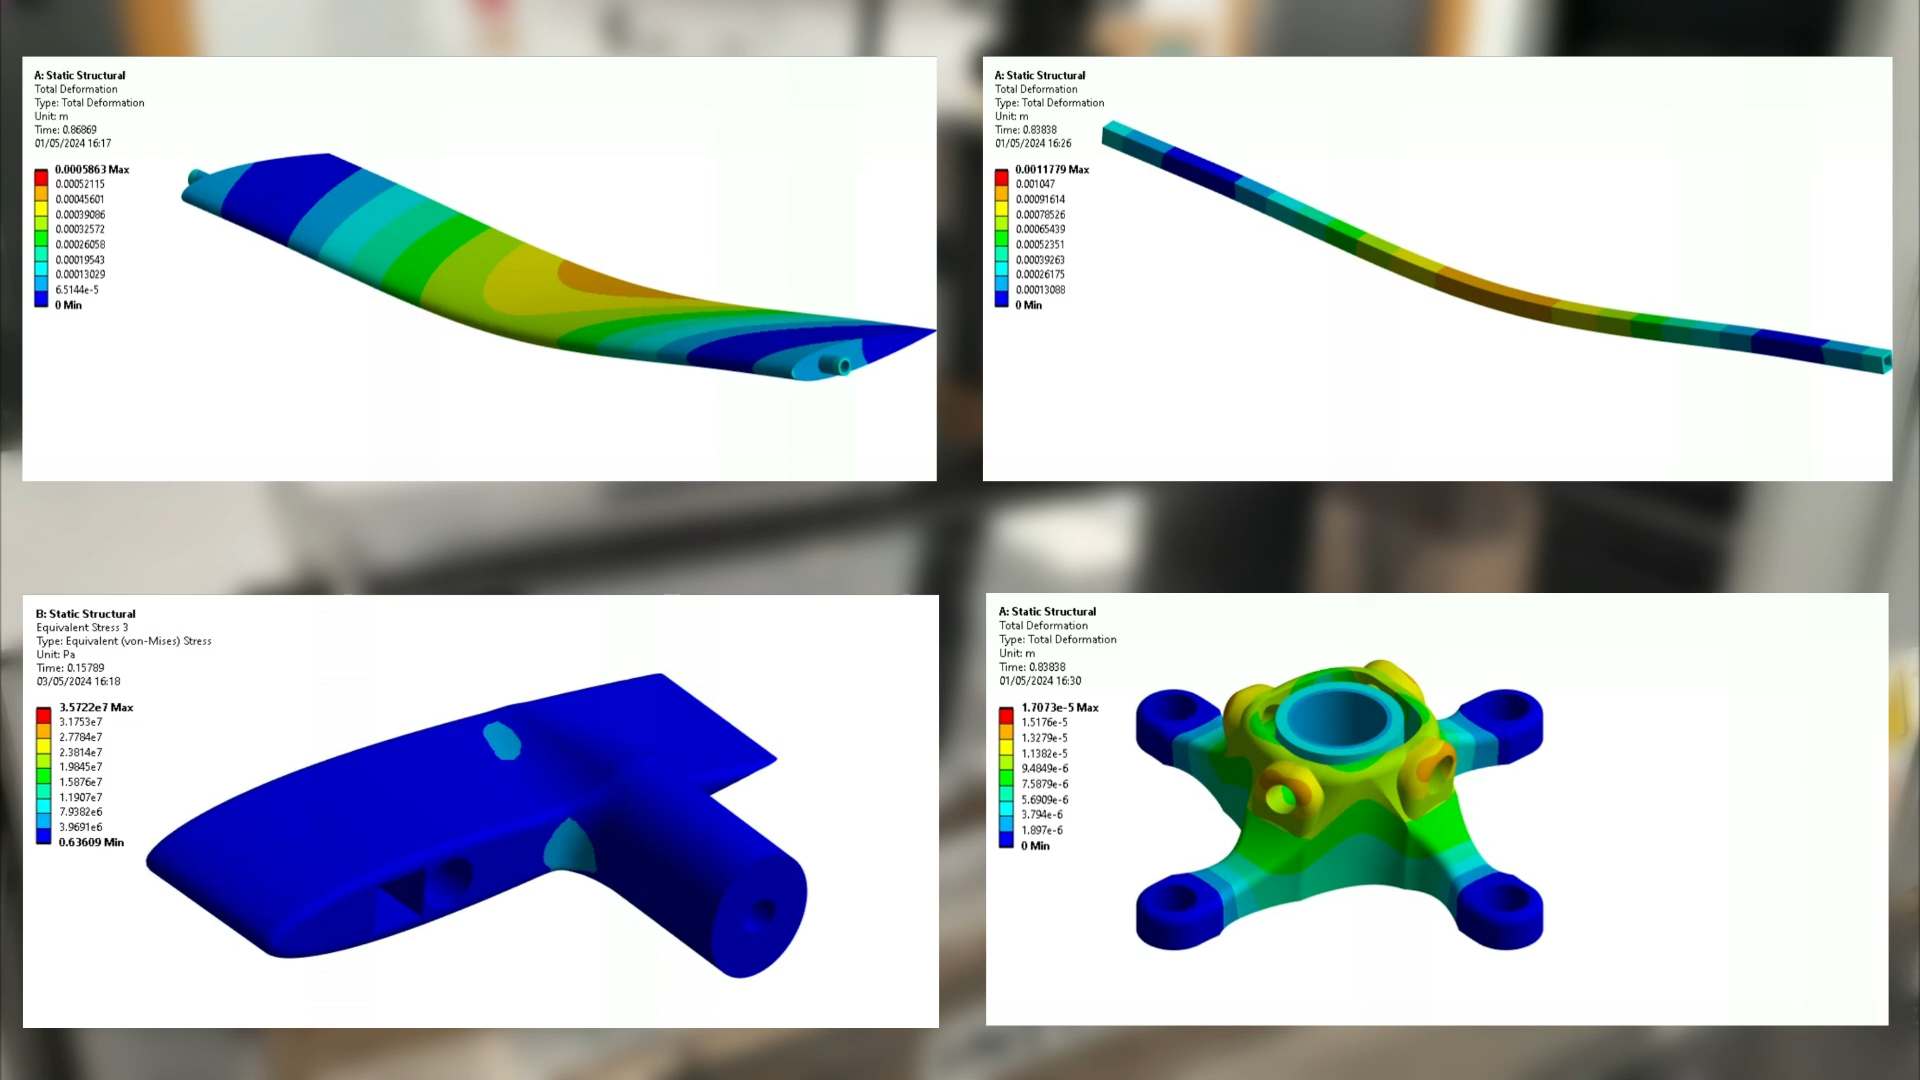 A: Static Structural
Total Deformation
Type: Total Deformation
Unit: m
Time: 0.86869
01/05/2024 16:17
0.0005863 Max
0.00052115
0.00045601
0.00039086
0.00032572
0.00026058
0.00019543
0.00013029
6.5144e-5
0 Min
A: Static Structural
Total Deformation
Type: Total Deformation
Unit: m
Time: 0.83838
01/05/2024 16:26
0.0011779 Max
0.001047
0.00091614
0.00078526
0.00065439
0.00052351
0.00039263
0.00026175
0.00013088
0 Min
B: Static Structural
Equivalent Stress 3
Type: Equivalent (von-Mises) Stress
Unit: Pa
Time: 0.15789
03/05/2024 16:18
3.5722e7 Max
3.1753e7
2.7784e7
2.3814e7
1.9845e7
1.5876e7
1.1907e7
7.9382e6
3.9691e6
0.63609 Min
A: Static Structural
Total Deformation
Type: Total Deformation
Unit: m
Time: 0.83838
01/05/2024 16:30
1.7073e-5 Max
1.5176e-5
1.3279e-5
1.1382e-5
9.4849e-6
7.5879e-6
5.6909e-6
3.794e-6
1.897e-6
0 Min